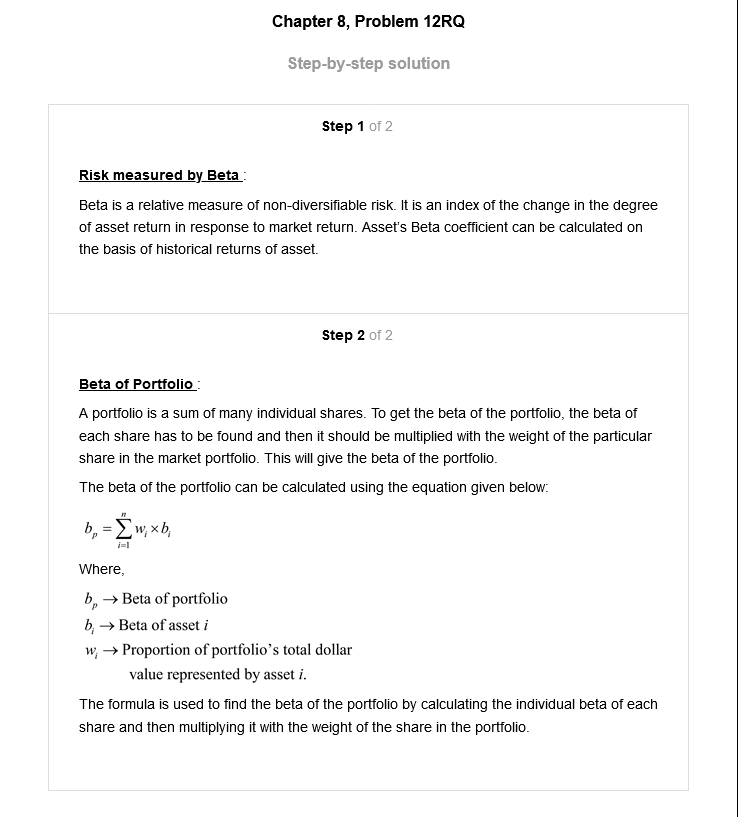 Chapter 8, Problem 12RQ
Step-by-step solution
Step 1 of 2
Risk measured by Beta :
Beta is a relative measure of non-diversifiable risk. It is an index of the change in the degree
of asset return in response to market return. Asset's Beta coefficient can be calculated on
the basis of historical returns of asset.
Step 2 of 2
Beta of Portfolio :
A portfolio is a sum of many individual shares. To get the beta of the portfolio, the beta of
each share has to be found and then it should be multiplied with the weight of the particular
share in the market portfolio. This will give the beta of the portfolio.
The beta of the portfolio can be calculated using the equation given below:
b_p = \sum_{i=1}^{n} w_i × b_i
Where,
b_p → Beta of portfolio
b_i → Beta of asset i
w_i → Proportion of portfolio's total dollar
value represented by asset i.
The formula is used to find the beta of the portfolio by calculating the individual beta of each
share and then multiplying it with the weight of the share in the portfolio.